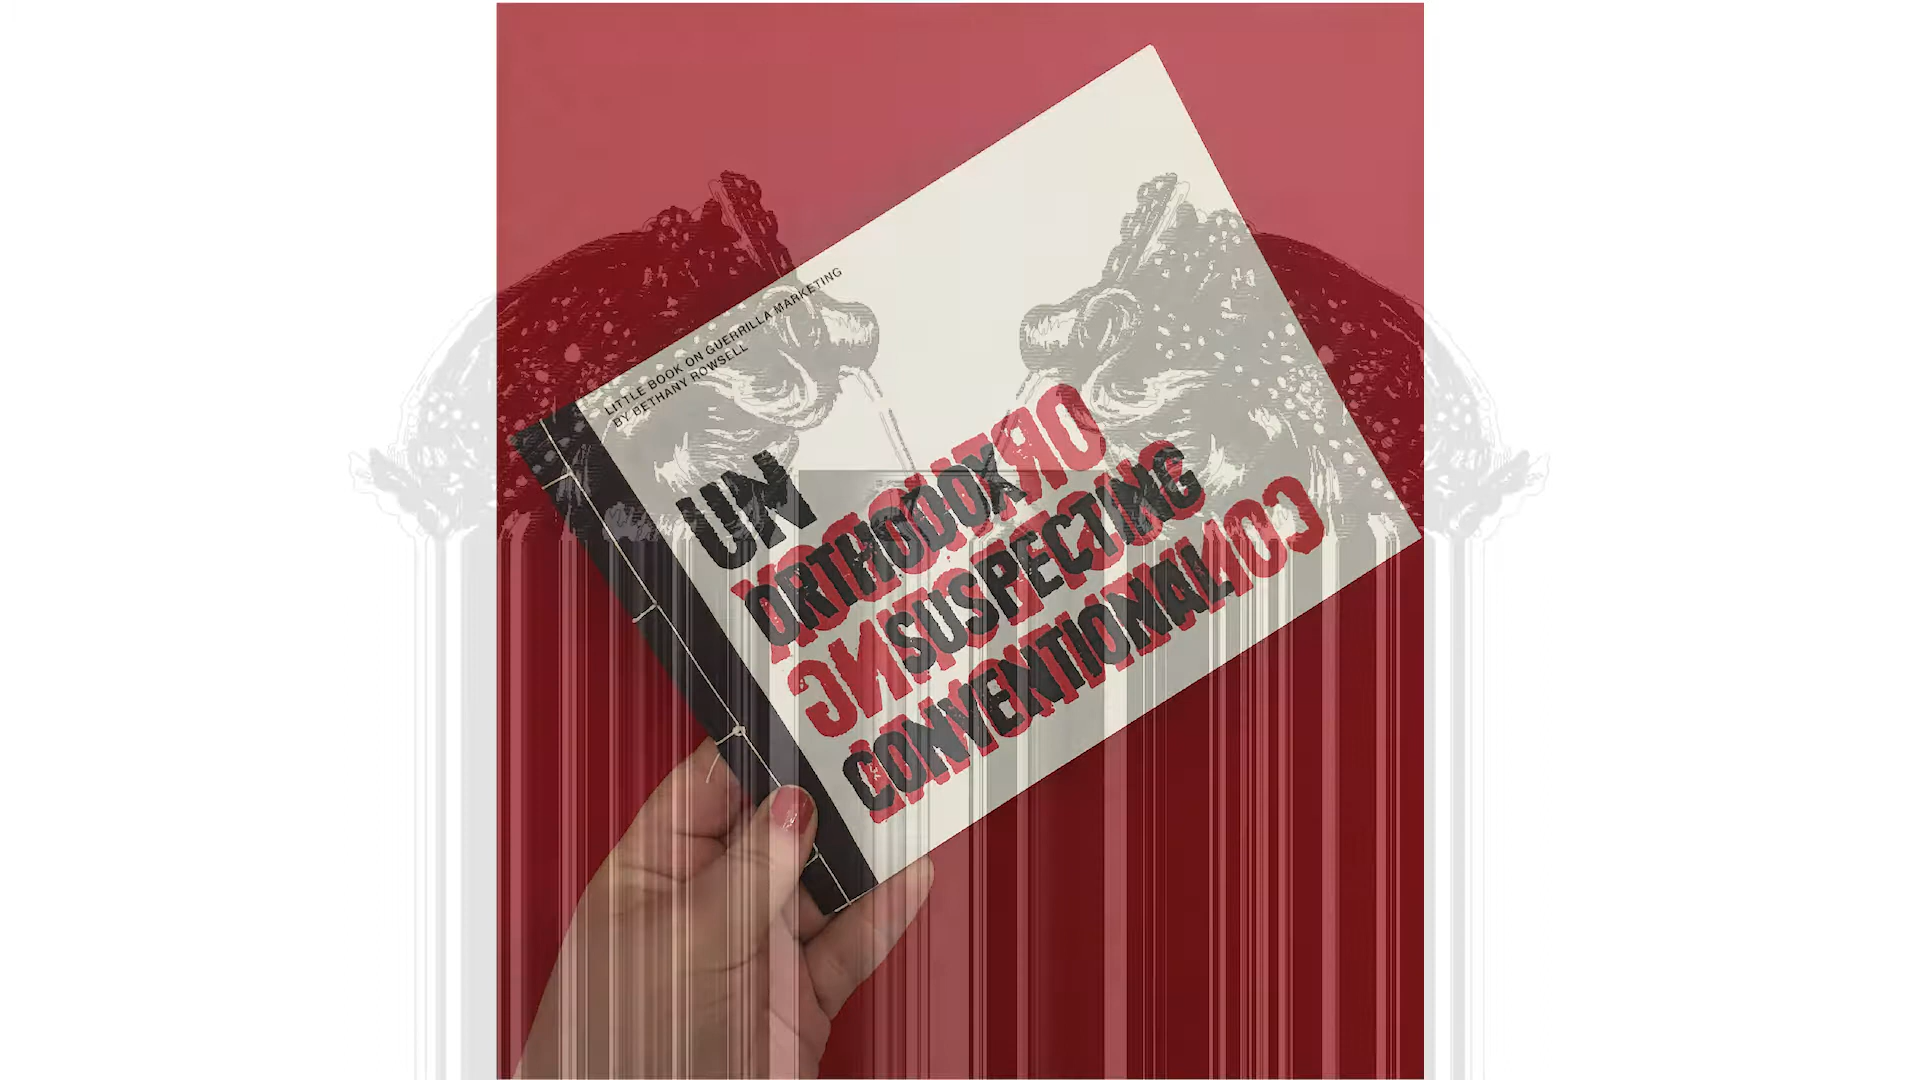 LITTLE BOOK ON GUERRILLA MARKETING
BY BETHANY ROWSELL
UN
ORTHODOX
SUSPECTING
CONVENTIONAL